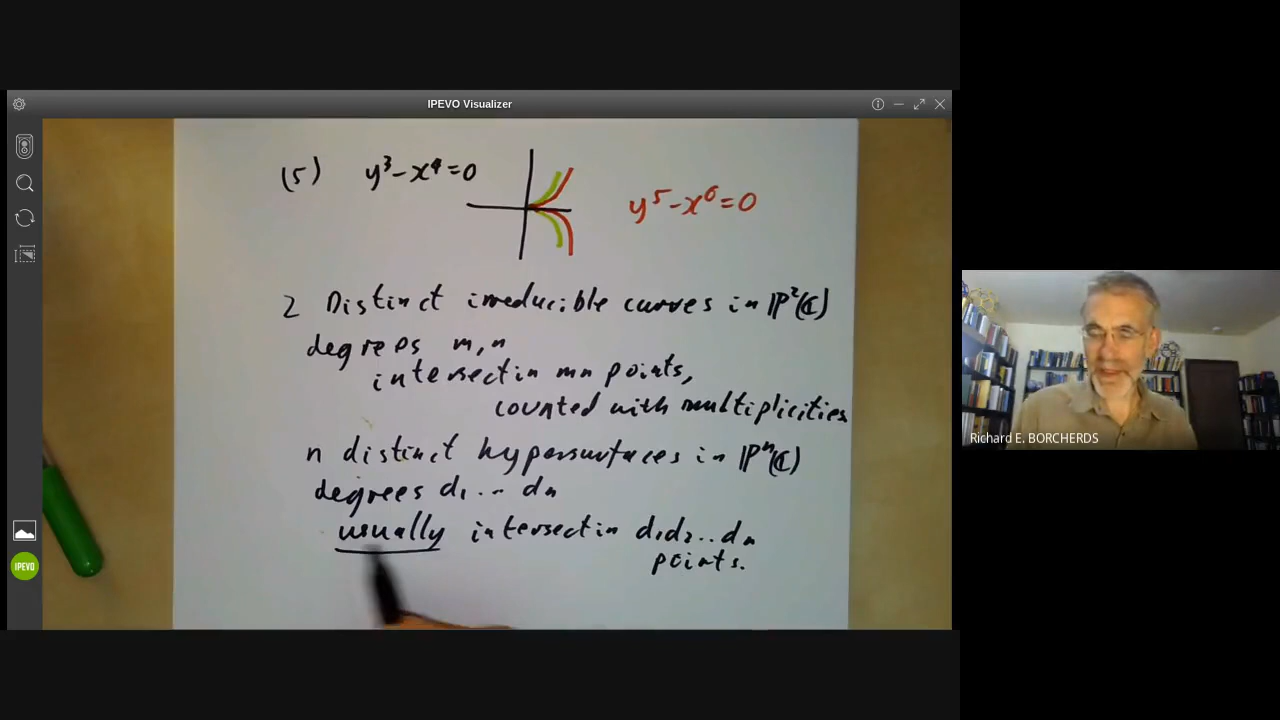 IPEVO Visualizer
(5) y³-x⁴=0
y⁵-x⁶=0
2 Distinct irreducible curves in ℙ²(ℂ)
degrees m,n
intersect in mn points,
counted with multiplicities
n distinct hypersurfaces in ℙⁿ(ℂ)
degrees d₁...dₙ
usually intersect in d₁d₂...dₙ
points.
Richard E. BORCHERDS
IPEVO